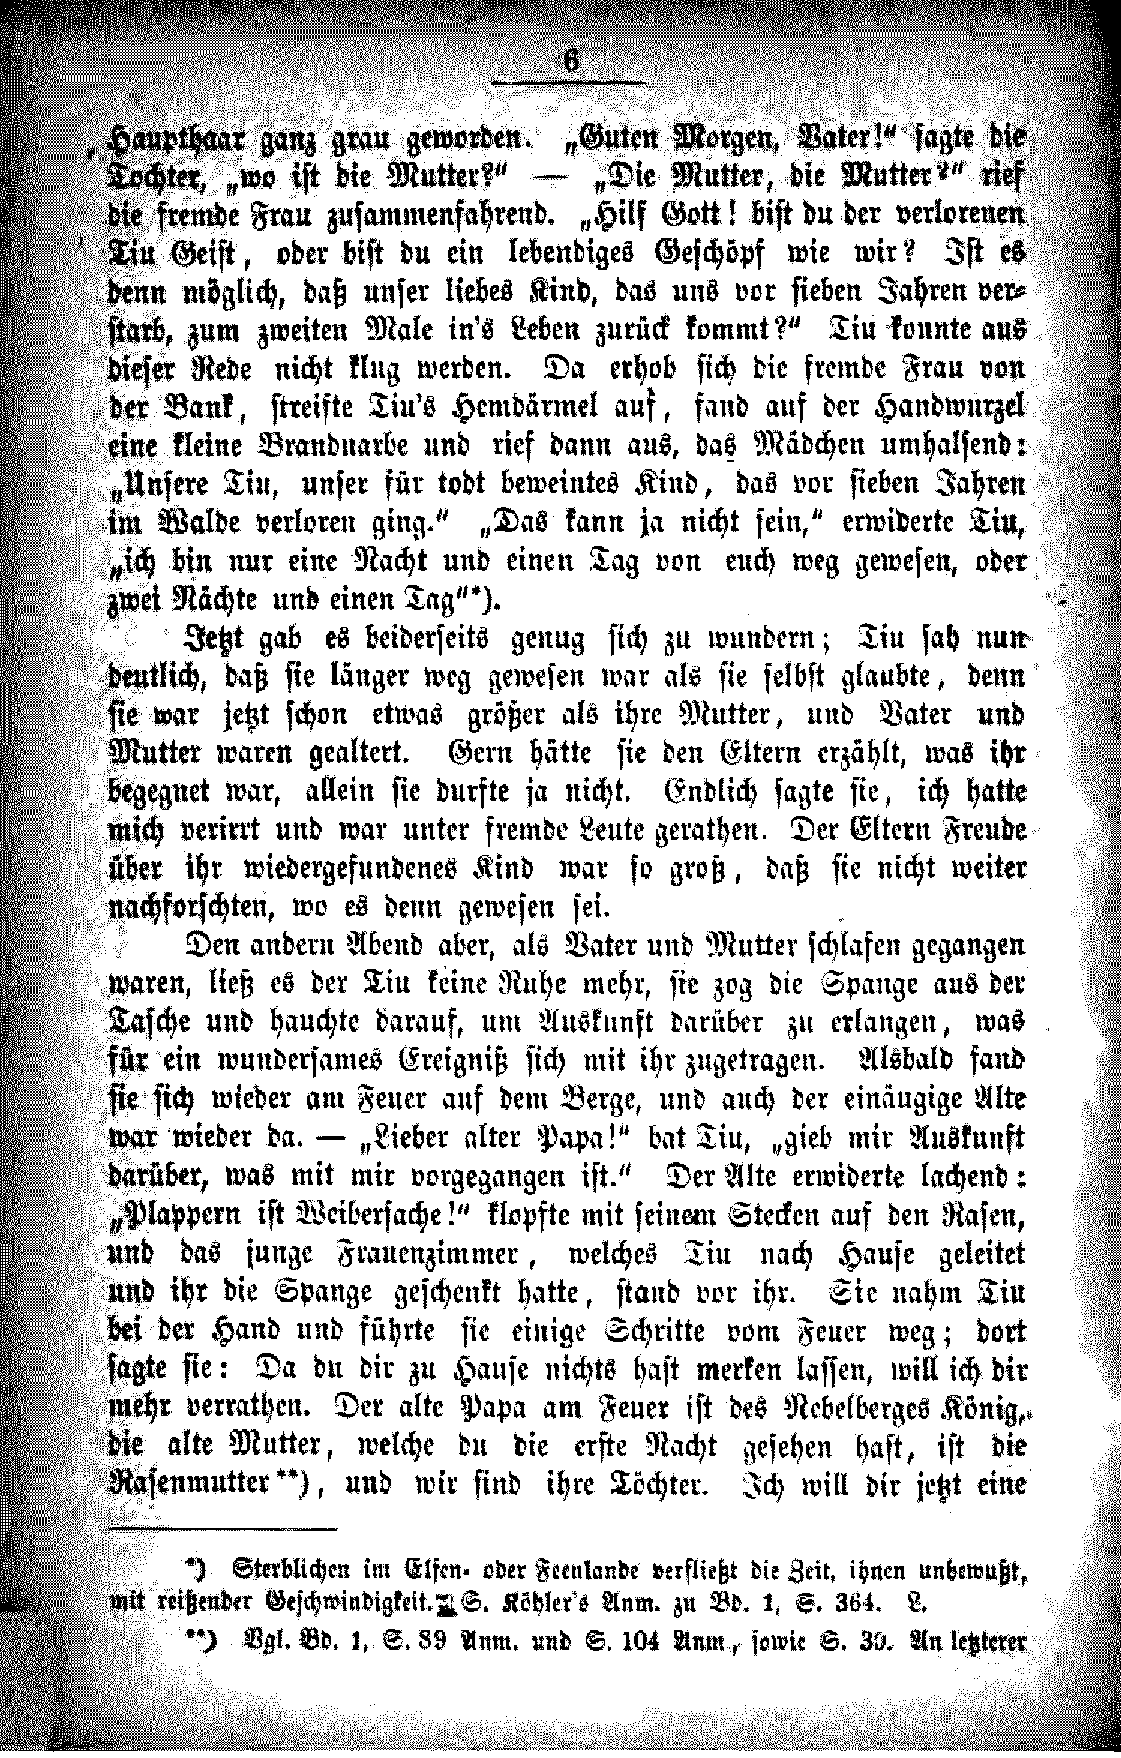 6
Haupthaar ganz grau geworden. „Guten Morgen, Vater!“ sagte die
Tochter, „wo ist die Mutter?“ — „Die Mutter, die Mutter?“ rief
die fremde Frau zusammenfahrend. „Hilf Gott! bist du der verlorenen
Tiu Geist, oder bist du ein lebendiges Geschöpf wie wir? Ist es
denn möglich, daß unser liebes Kind, das uns vor sieben Jahren ver-
starb, zum zweiten Male in's Leben zurück kommt?“ Tiu konnte aus
dieser Rede nicht klug werden. Da erhob sich die fremde Frau von
der Bank, streifte Tiu's Hemdärmel auf, fand auf der Handwurzel
eine kleine Brandnarbe und rief dann aus, das Mädchen umhalsend:
„Unsere Tiu, unser für todt beweintes Kind, das vor sieben Jahren
im Walde verloren ging.“ „Das kann ja nicht sein,“ erwiderte Tiu,
„ich bin nur eine Nacht und einen Tag von euch weg gewesen, oder
zwei Nächte und einen Tag“*).
Jetzt gab es beiderseits genug sich zu wundern; Tiu sah nun
deutlich, daß sie länger weg gewesen war als sie selbst glaubte, denn
sie war jetzt schon etwas größer als ihre Mutter, und Vater und
Mutter waren gealtert. Gern hätte sie den Eltern erzählt, was ihr
begegnet war, allein sie durfte ja nicht. Endlich sagte sie, ich hatte
mich verirrt und war unter fremde Leute gerathen. Der Eltern Freude
über ihr wiedergefundenes Kind war so groß, daß sie nicht weiter
nachforschten, wo es denn gewesen sei.
Den andern Abend aber, als Vater und Mutter schlafen gegangen
waren, ließ es der Tiu keine Ruhe mehr, sie zog die Spange aus der
Tasche und hauchte darauf, um Auskunft darüber zu erlangen, was
für ein wundersames Ereigniß sich mit ihr zugetragen. Alsbald fand
sie sich wieder am Feuer auf dem Berge, und auch der einäugige Alte
war wieder da. — „Lieber alter Papa!“ bat Tiu, „gieb mir Auskunft
darüber, was mit mir vorgegangen ist.“ Der Alte erwiderte lachend:
„Plappern ist Weibersache!“ klopfte mit seinem Stecken auf den Rasen,
und das junge Frauenzimmer, welches Tiu nach Hause geleitet
und ihr die Spange geschenkt hatte, stand vor ihr. Sie nahm Tiu
bei der Hand und führte sie einige Schritte vom Feuer weg; dort
sagte sie: Da du dir zu Hause nichts hast merken lassen, will ich dir
mehr verrathen. Der alte Papa am Feuer ist des Nebelberges König,
die alte Mutter, welche du die erste Nacht gesehen hast, ist die
Rasenmutter**), und wir sind ihre Töchter. Ich will dir jetzt eine
*) Sterblichen im Elfen- oder Feenlande verfließt die Zeit, ihnen unbewußt,
mit reißender Geschwindigkeit. S. Köhler's Anm. zu Bd. 1, S. 364. L.
**) Vgl. Bd. 1, S. 89 Anm. und S. 104 Anm., sowie S. 30. An letzterer